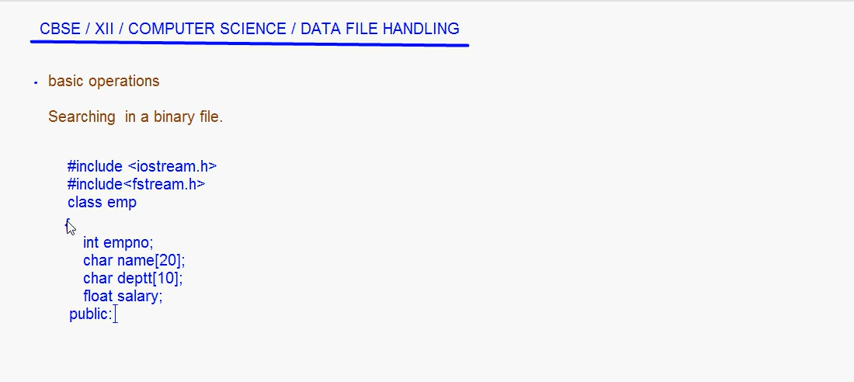 CBSE / XII / COMPUTER SCIENCE / DATA FILE HANDLING
· basic operations
Searching in a binary file.
#include <iostream.h>
#include<fstream.h>
class emp
{
int empno;
char name[20];
char deptt[10];
float salary;
public: